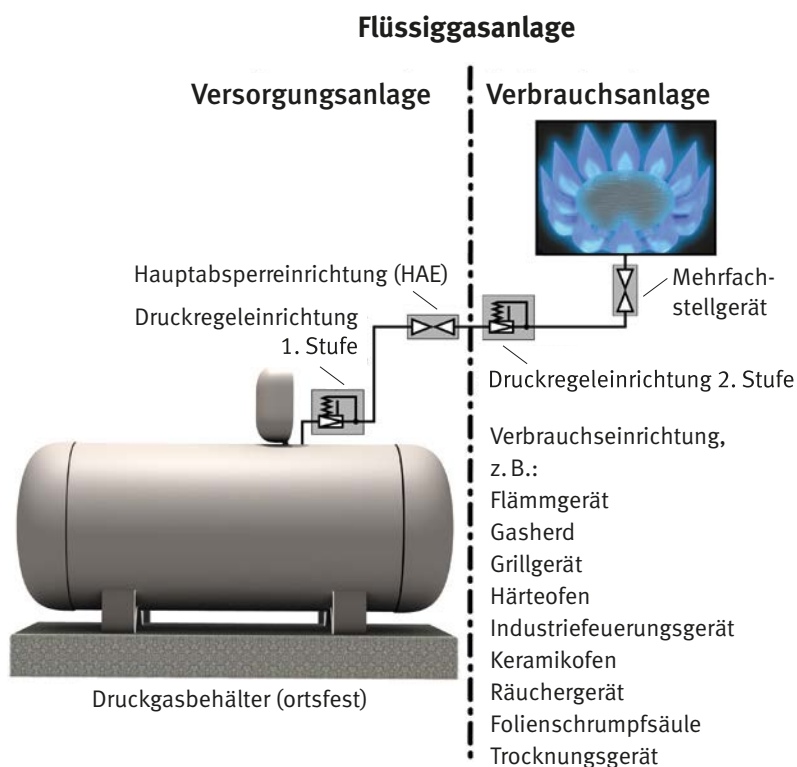 Flüssiggasanlage
Versorgungsanlage
Verbrauchsanlage
Hauptabsperreinrichtung (HAE)
Druckregeleinrichtung
1. Stufe
Mehrfach-
stellgerät
Druckregeleinrichtung 2. Stufe
Verbrauchseinrichtung,
z. B.:
Flämmgerät
Gasherd
Grillgerät
Härteofen
Industriefeuerungsgerät
Keramikofen
Räuchergerät
Folienschrumpfsäule
Trocknungsgerät
Druckgasbehälter (ortsfest)